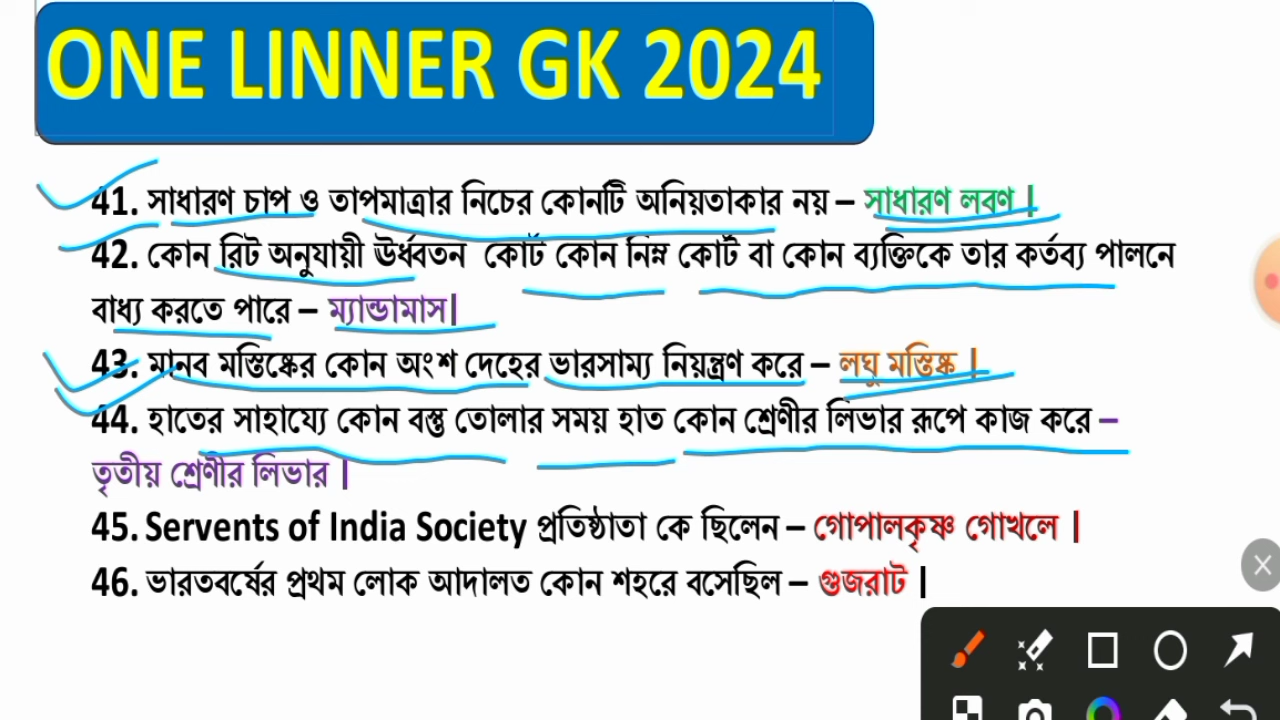 ONE LINNER GK 2024
41. সাধারণ চাপ ও তাপমাত্রার নিচের কোনটি অনিয়তাকার নয় – সাধারণ লবণ |
42. কোন রিট অনুযায়ী ঊর্ধ্বতন কোর্ট কোন নিম্ন কোর্ট বা কোন ব্যক্তিকে তার কর্তব্য পালনে
বাধ্য করতে পারে – ম্যান্ডামাস|
43. মানব মস্তিষ্কের কোন অংশ দেহের ভারসাম্য নিয়ন্ত্রণ করে – লঘু মস্তিষ্ক |
44. হাতের সাহায্যে কোন বস্তু তোলার সময় হাত কোন শ্রেণীর লিভার রূপে কাজ করে –
তৃতীয় শ্রেণীর লিভার |
45. Servents of India Society প্রতিষ্ঠাতা কে ছিলেন – গোপালকৃষ্ণ গোখলে |
46. ভারতবর্ষের প্রথম লোক আদালত কোন শহরে বসেছিল – গুজরাট |